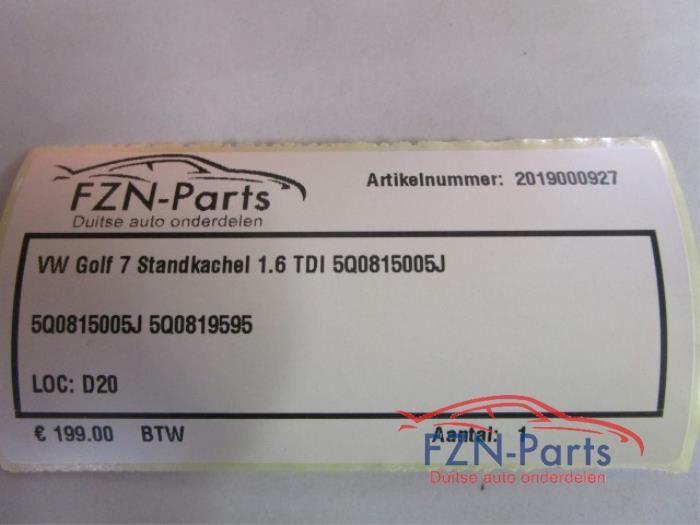 FZN-Parts
Duitse auto onderdelen
Artikelnummer: 2019000927
VW Golf 7 Standkachel 1.6 TDI 5Q0815005J
5Q0815005J 5Q0819595
LOC: D20
€ 199.00 BTW
Aantal: 1
FZN-Parts
Duitse auto onderdelen